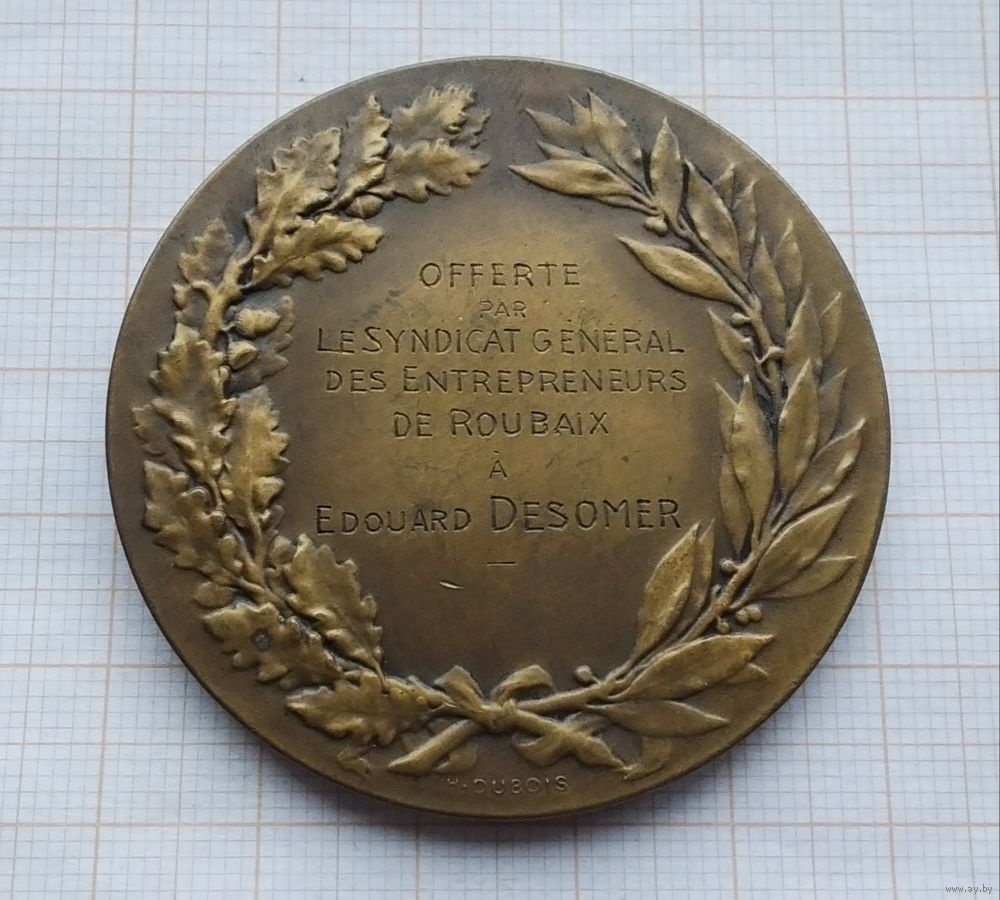 OFFERTE
PAR
LE SYNDICAT GÉNÉRAL
DES ENTREPRENEURS
DE ROUBAIX
À
EDOUARD DESOMER
H. DUBOIS
www.ay.by